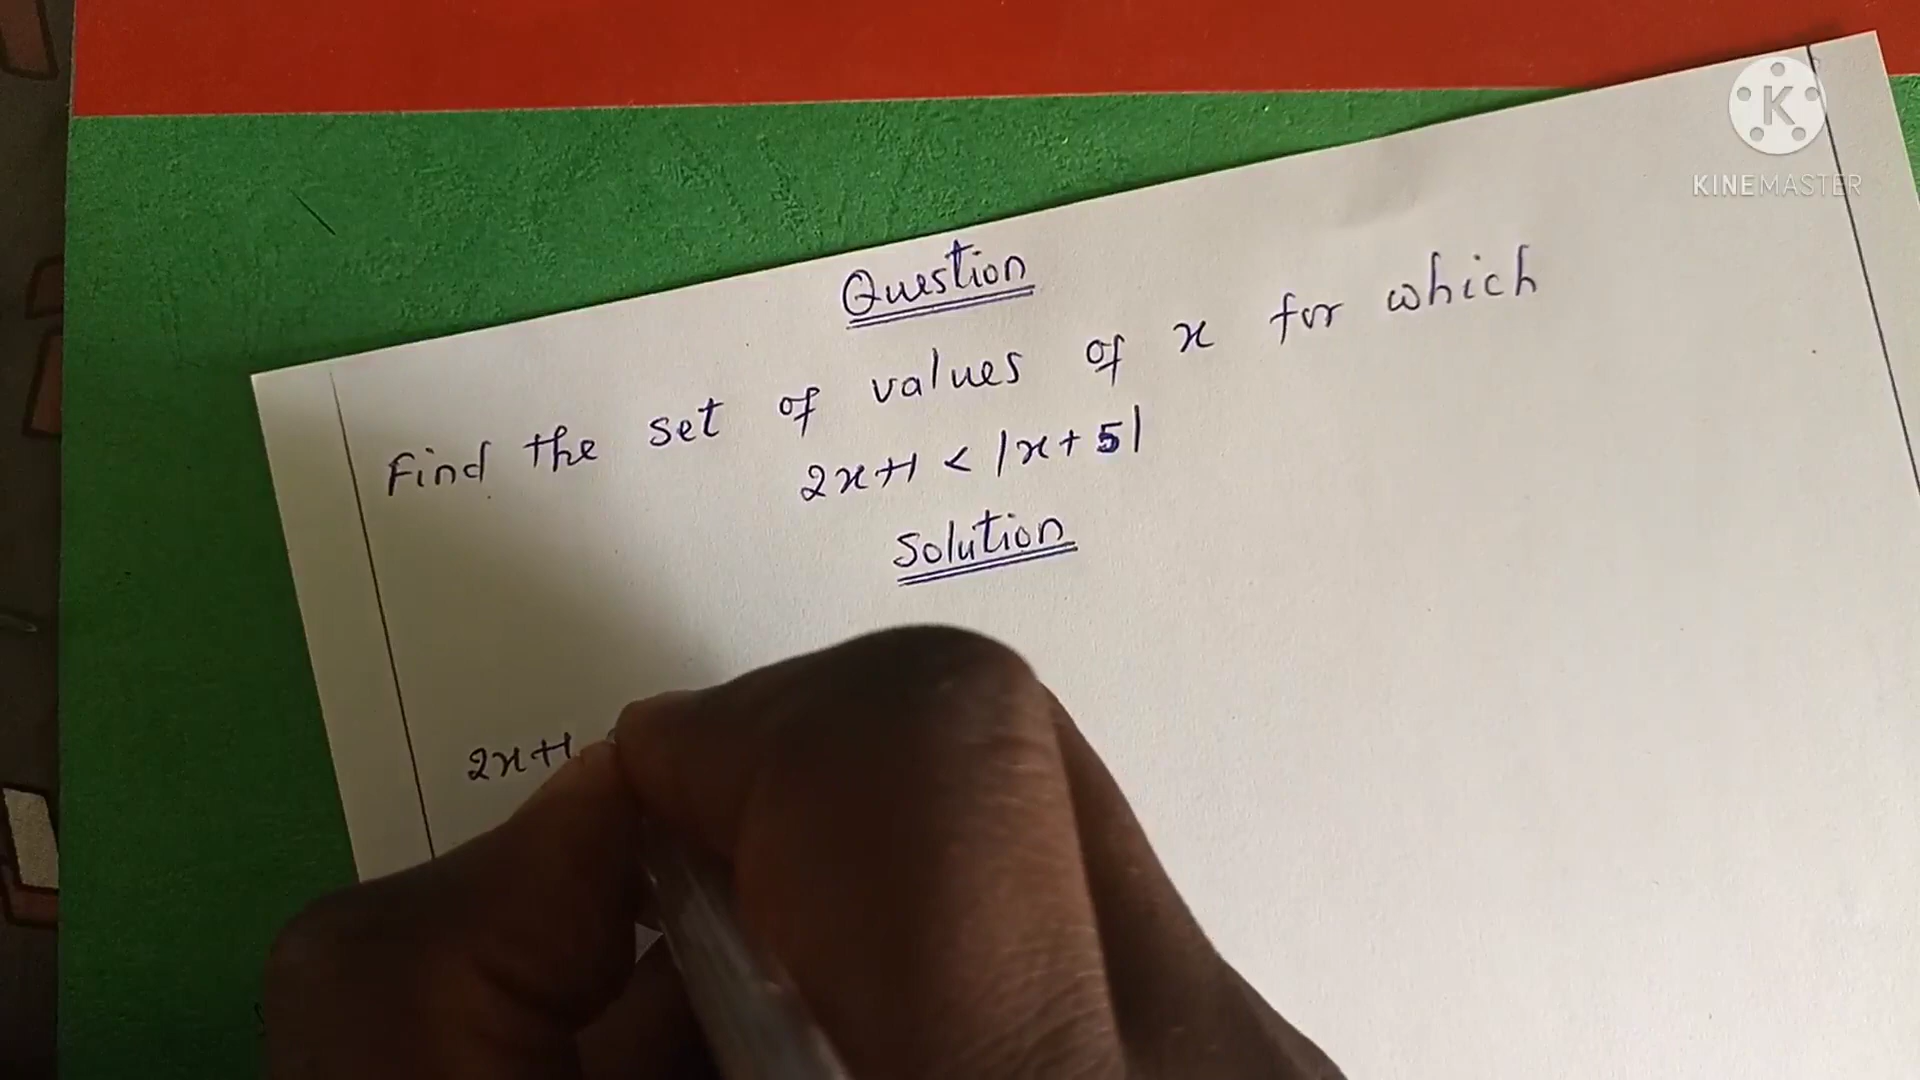 K
KINEMASTER
Question
Find the set of values of x for which
2x+1 < |x+5|
Solution
2x+1